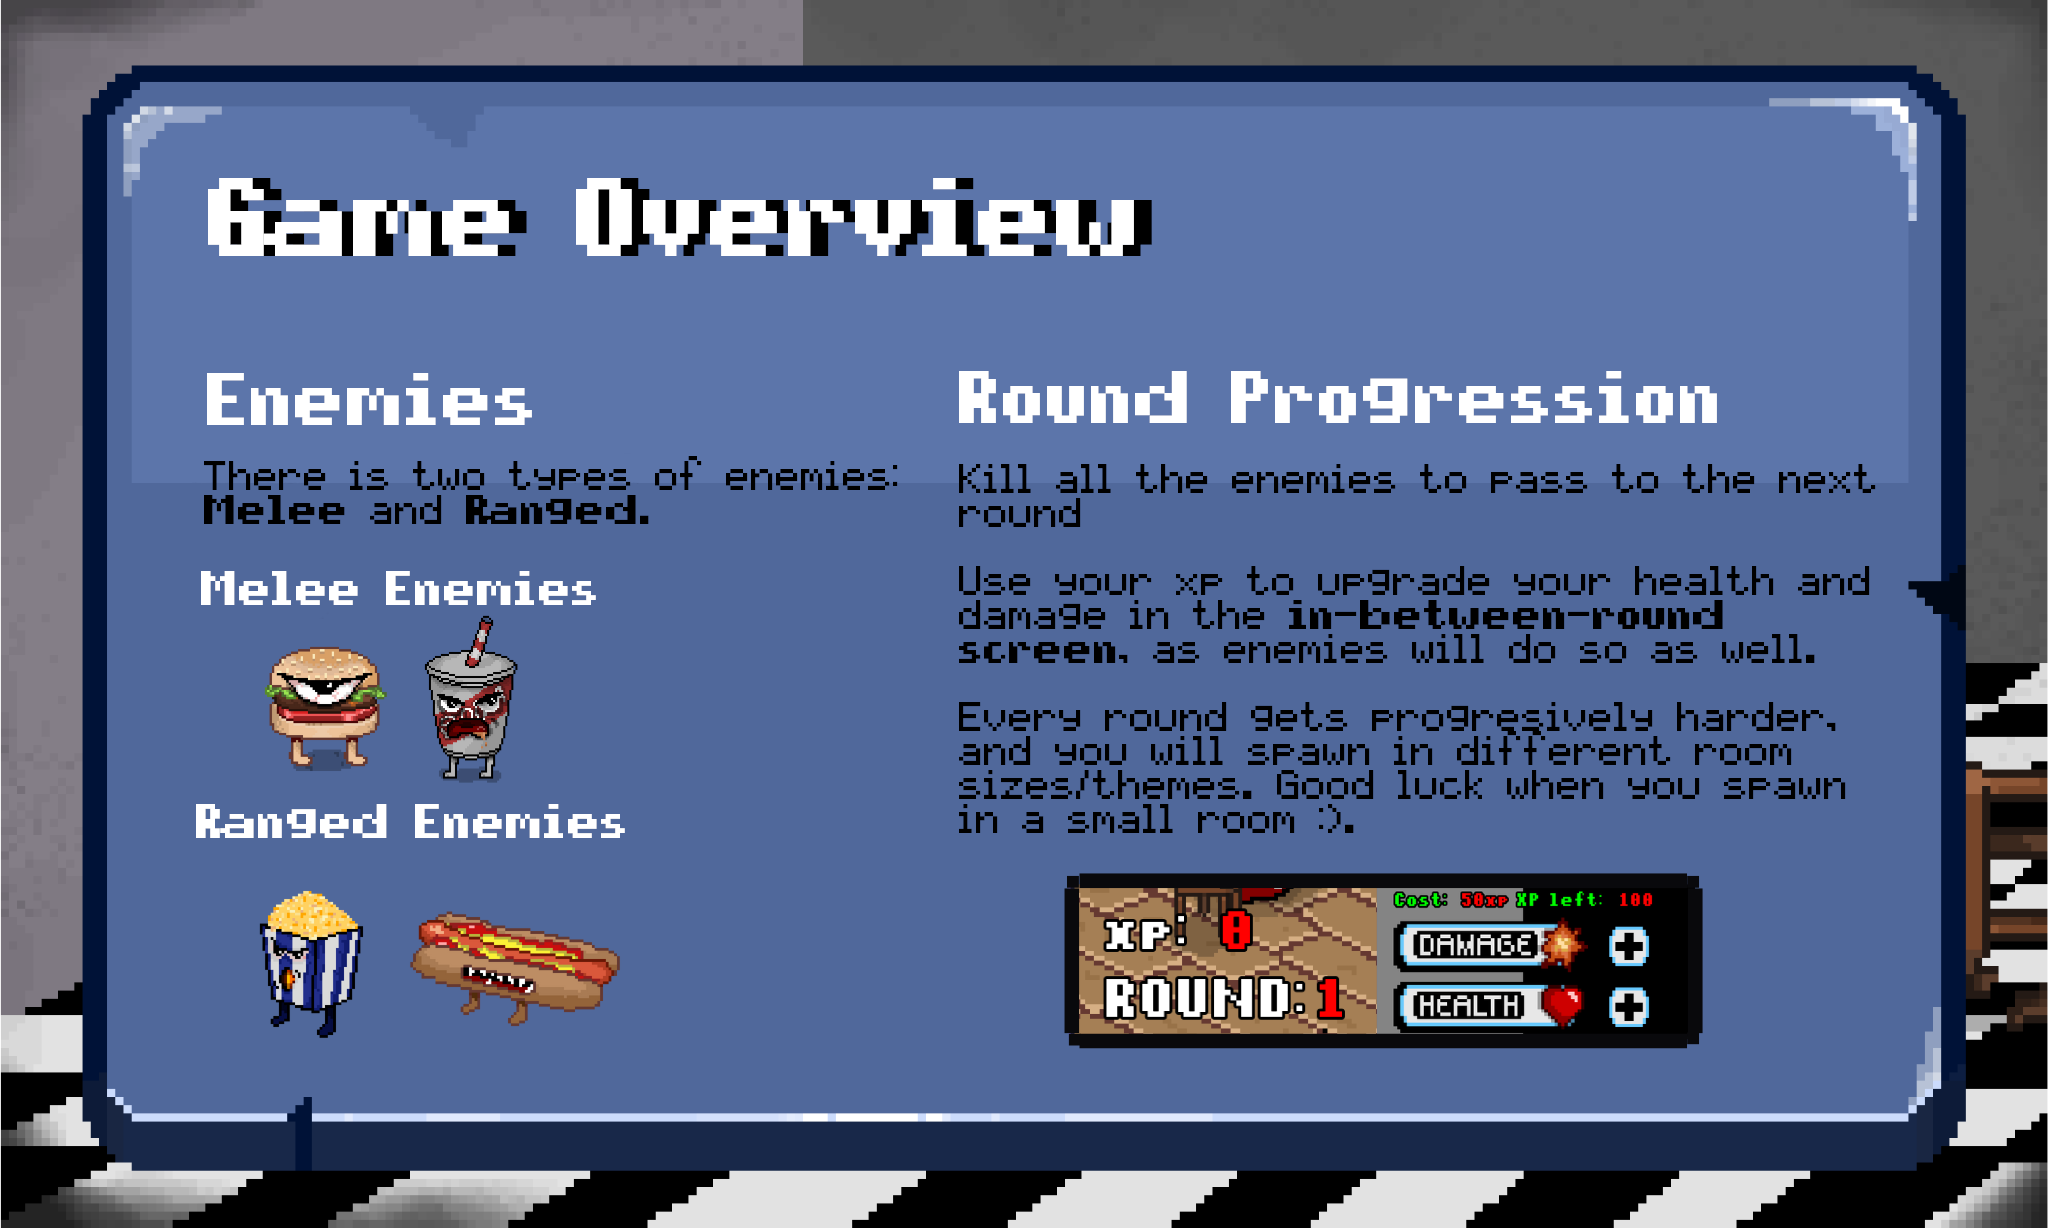 Game Overview
Enemies
There is two types of enemies:
Melee and Ranged.
Melee Enemies
Ranged Enemies
Round Progression
Kill all the enemies to pass to the next
round
Use your xp to upgrade your health and
damage in the in-between-round
screen, as enemies will do so as well.
Every round gets progresively harder,
and you will spawn in different room
sizes/themes. Good luck when you spawn
in a small room :).
XP: 0
ROUND:1
Cost: 50xp XP left: 100
DAMAGE
HEALTH